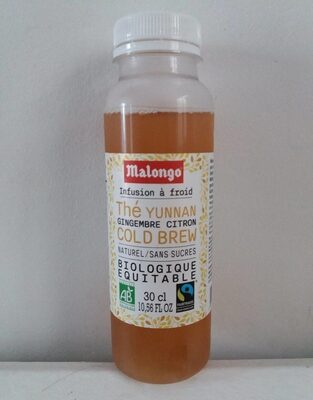 Malongo
Infusion à froid
Thé YUNNAN
GINGEMBRE CITRON
COLD BREW
NATUREL/SANS SUCRES
BIOLOGIQUE
EQUITABLE
AB
30 cl
10,56 FL OZ